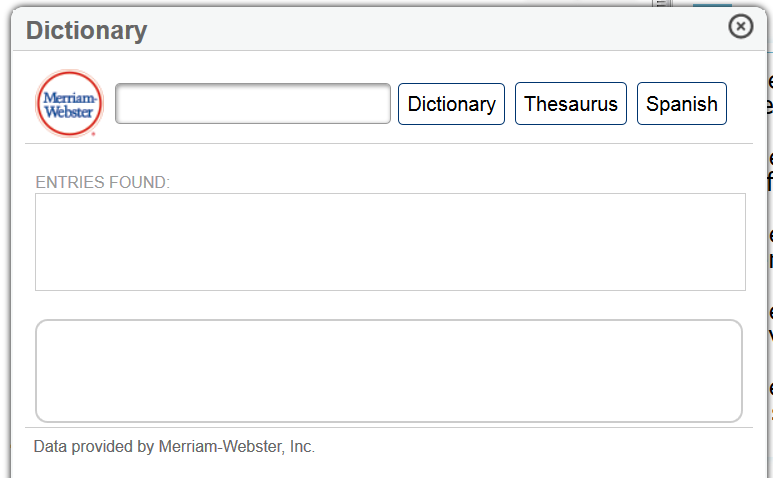 Dictionary
Merriam-
Webster
Dictionary Thesaurus Spanish
ENTRIES FOUND:
Data provided by Merriam-Webster, Inc.